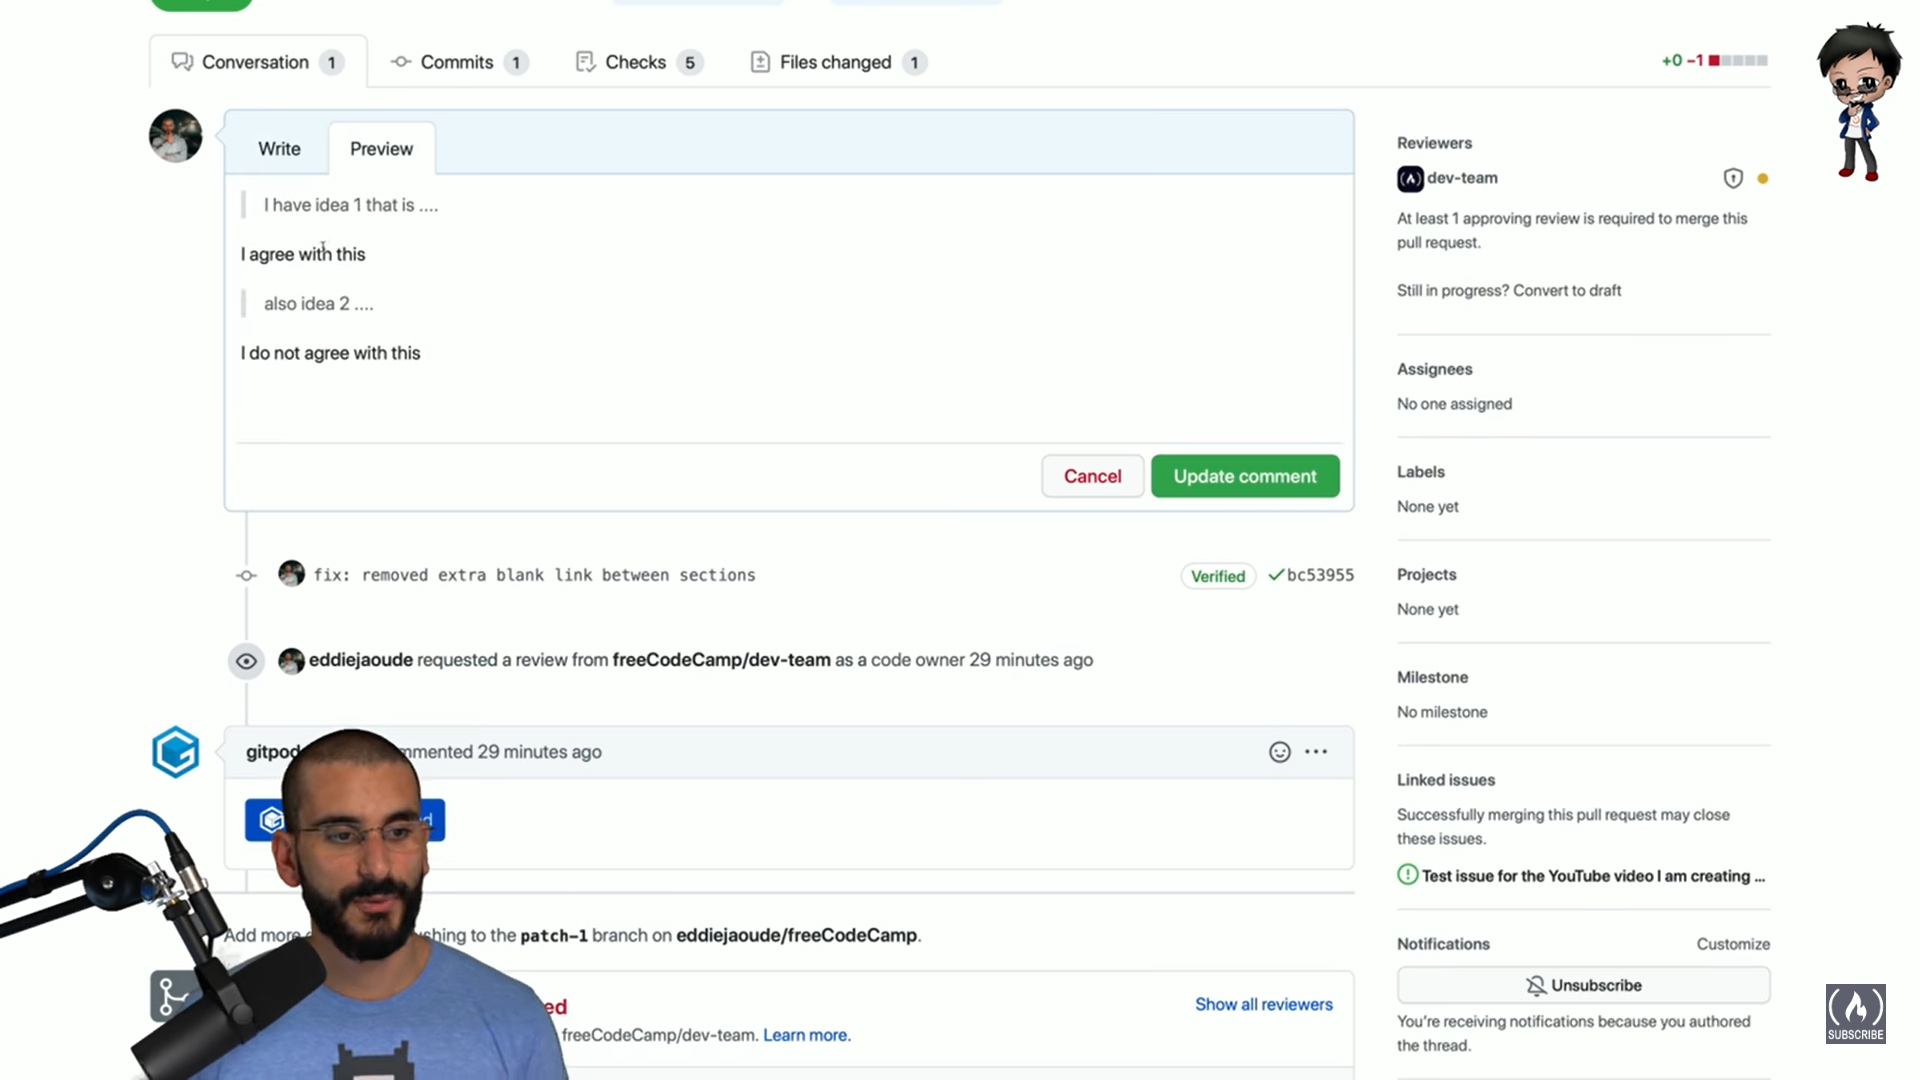 Conversation 1
Commits 1
Checks 5
Files changed 1
+0 −1
Write
Preview
I have idea 1 that is ....
I agree with this
also idea 2 ....
I do not agree with this
Cancel
Update comment
fix: removed extra blank link between sections
Verified
bc53955
eddiejaoude requested a review from freeCodeCamp/dev-team as a code owner 29 minutes ago
29 minutes ago
Add more
to the patch-1 branch on eddiejaoude/freeCodeCamp.
Show all reviewers
freeCodeCamp/dev-team. Learn more.
Reviewers
dev-team
At least 1 approving review is required to merge this
pull request.
Still in progress? Convert to draft
Assignees
No one assigned
Labels
None yet
Projects
None yet
Milestone
No milestone
Linked issues
Successfully merging this pull request may close
these issues.
Test issue for the YouTube video I am creating ...
Notifications
Customize
Unsubscribe
You're receiving notifications because you authored
the thread.
SUBSCRIBE